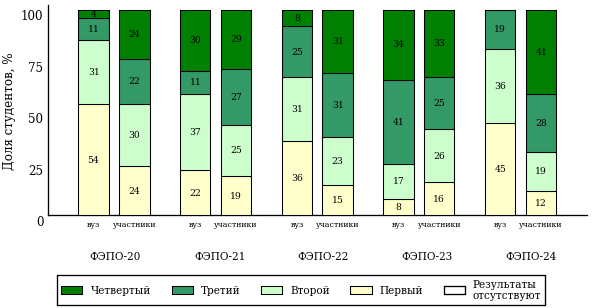 Доля студентов, %
100
75
50
25
0
4 24 30 29 8 31 34 33 19 41
11 22 11 27 25 31 41 25 36 28
31 30 37 25 31 23 17 26 45 19
54 24 22 19 36 15 8 16 12
вуз участники вуз участники вуз участники вуз участники вуз участники
ФЭПО-20 ФЭПО-21 ФЭПО-22 ФЭПО-23 ФЭПО-24
Четвертый Третий Второй Первый Результаты
отсутствуют